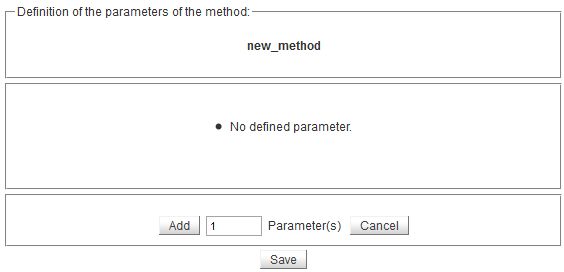 Definition of the parameters of the method:
new_method
No defined parameter.
Add 1 Parameter(s) Cancel
Save